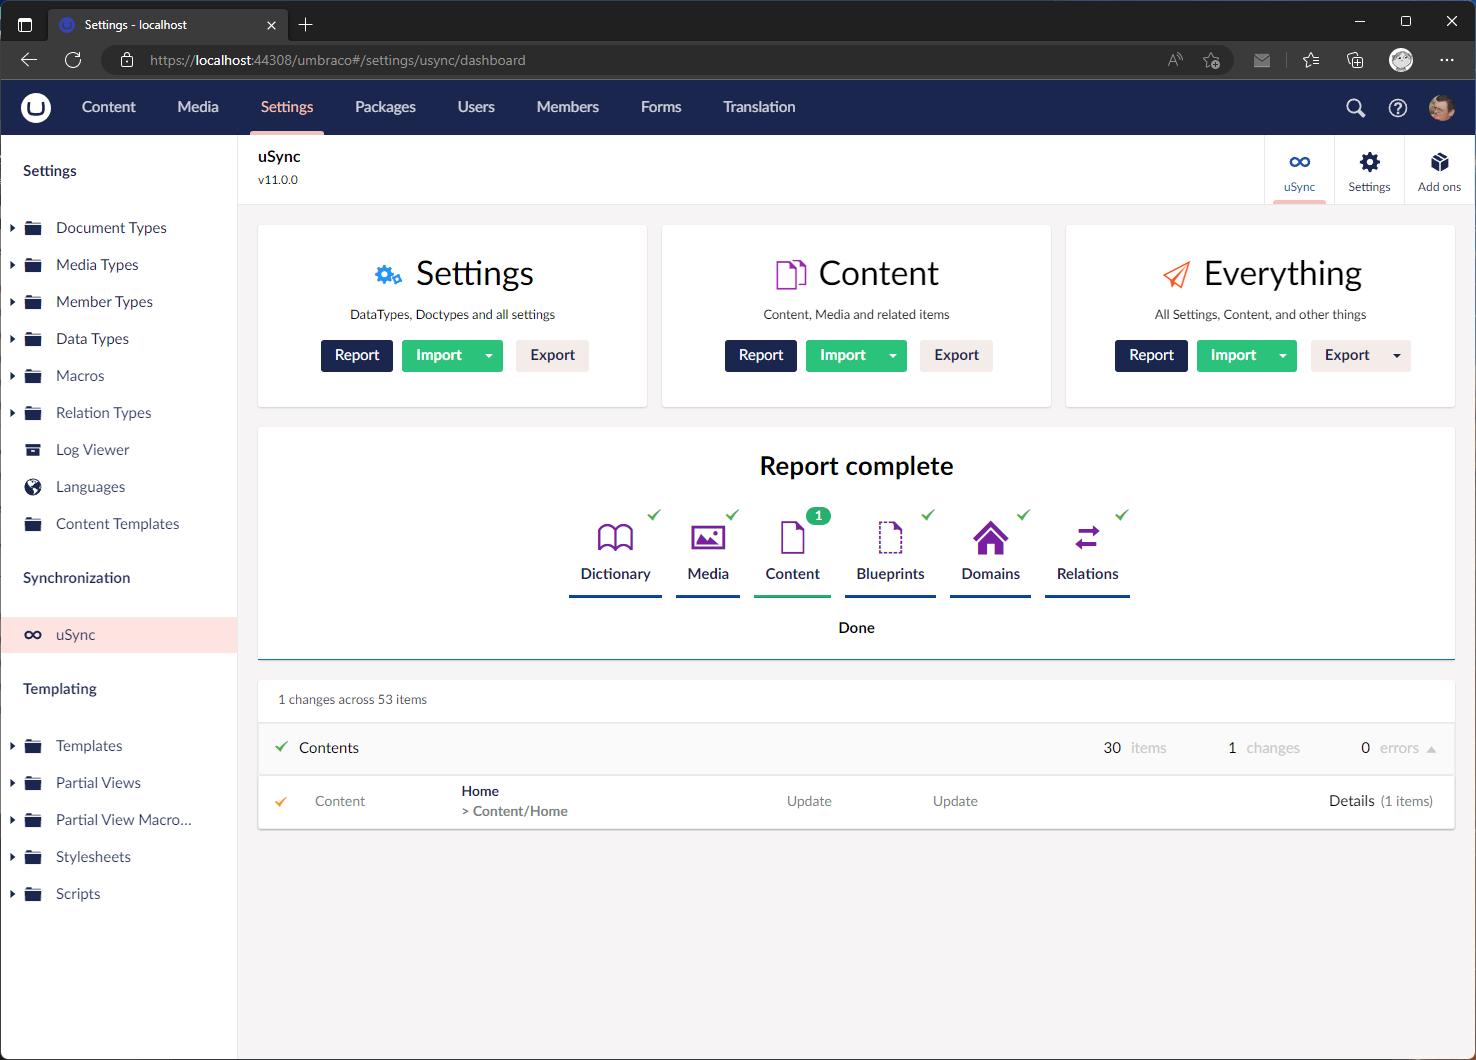 Settings - localhost
https://localhost:44308/umbraco#/settings/usync/dashboard
Content Media Settings Packages Users Members Forms Translation
Settings
Document Types
Media Types
Member Types
Data Types
Macros
Relation Types
Log Viewer
Languages
Content Templates
Synchronization
uSync
Templating
Templates
Partial Views
Partial View Macro...
Stylesheets
Scripts
uSync
v11.0.0
uSync Settings Add ons
Settings
DataTypes, Doctypes and all settings
Report Import Export
Content
Content, Media and related items
Report Import Export
Everything
All Settings, Content, and other things
Report Import Export
Report complete
1
Dictionary Media Content Blueprints Domains Relations
Done
1 changes across 53 items
Contents 30 items 1 changes 0 errors
Content Home Update Update Details (1 items)
> Content/Home